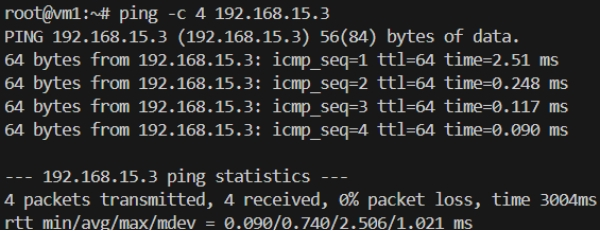 root@vm1:~# ping -c 4 192.168.15.3
PING 192.168.15.3 (192.168.15.3) 56(84) bytes of data.
64 bytes from 192.168.15.3: icmp_seq=1 ttl=64 time=2.51 ms
64 bytes from 192.168.15.3: icmp_seq=2 ttl=64 time=0.248 ms
64 bytes from 192.168.15.3: icmp_seq=3 ttl=64 time=0.117 ms
64 bytes from 192.168.15.3: icmp_seq=4 ttl=64 time=0.090 ms
--- 192.168.15.3 ping statistics ---
4 packets transmitted, 4 received, 0% packet loss, time 3004ms
rtt min/avg/max/mdev = 0.090/0.740/2.506/1.021 ms